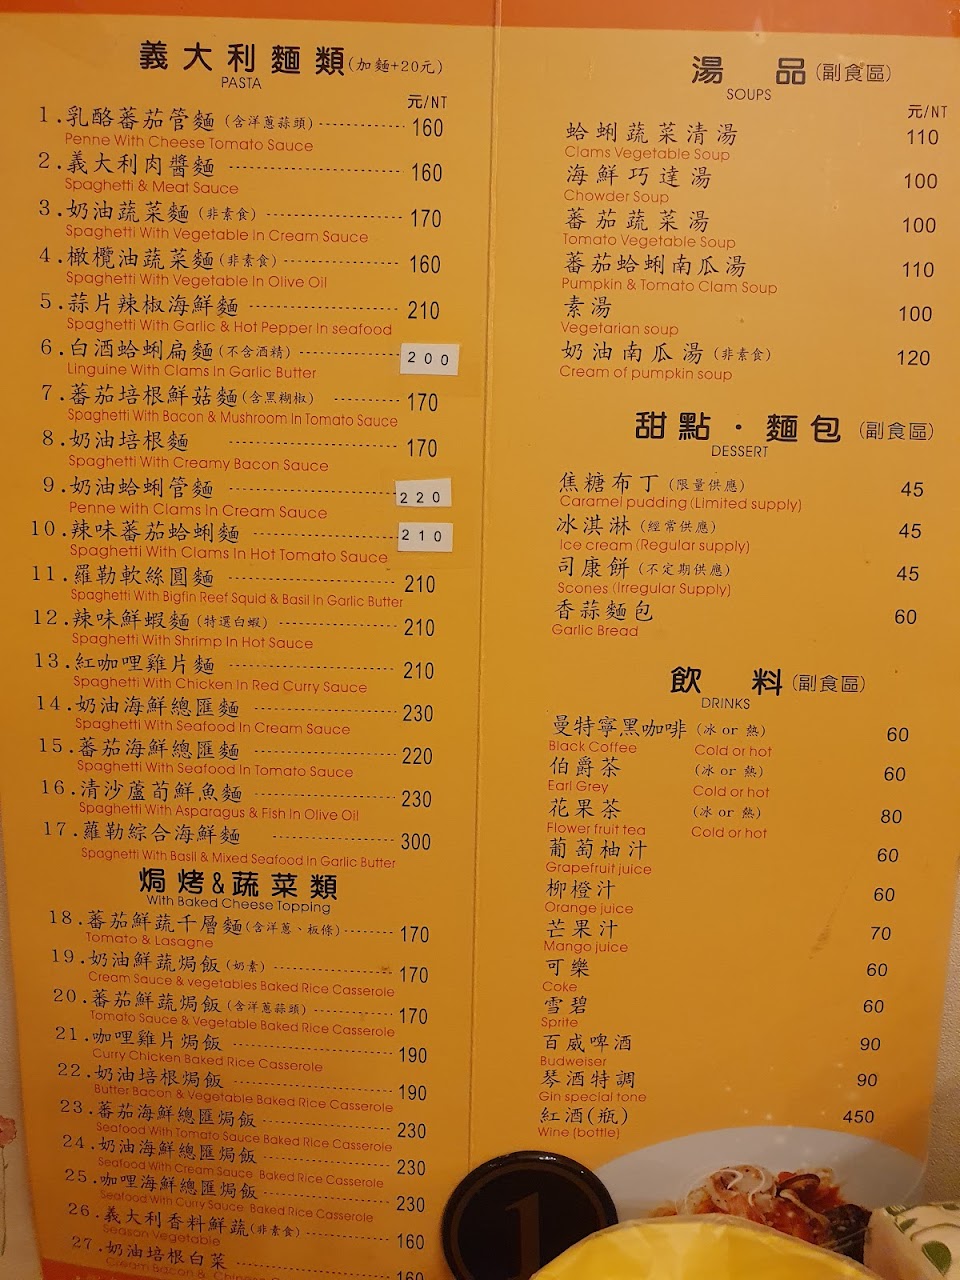 義大利麵類(加麵+20元)
PASTA
元/NT
1.乳酪蕃茄管麵(含洋蔥蒜頭) 160
Penne With Cheese Tomato Sauce
2.義大利肉醬麵 160
Spaghetti & Meat Sauce
3.奶油蔬菜麵(非素食) 170
Spaghetti With Vegetable In Cream Sauce
4.橄欖油蔬菜麵(非素食) 160
Spaghetti With Vegetable In Olive Oil
5.蒜片辣椒海鮮麵 210
Spaghetti With Garlic & Hot Pepper In seafood
6.白酒蛤蜊扁麵(不含酒精) 200
Linguine With Clams In Garlic Butter
7.蕃茄培根鮮菇麵(含黑糊椒) 170
Spaghetti With Bacon & Mushroom In Tomato Sauce
8.奶油培根麵 170
Spaghetti With Creamy Bacon Sauce
9.奶油蛤蜊管麵 220
Penne with Clams In Cream Sauce
10.辣味蕃茄蛤蜊麵 210
Spaghetti With Clams In Hot Tomato Sauce
11.羅勒軟絲圓麵 210
Spaghetti With Bigfin Reef Squid & Basil In Garlic Butter
12.辣味鮮蝦麵(特選白蝦) 210
Spaghetti With Shrimp In Hot Sauce
13.紅咖哩雞片麵 210
Spaghetti With Chicken In Red Curry Sauce
14.奶油海鮮總匯麵 230
Spaghetti With Seafood In Cream Sauce
15.蕃茄海鮮總匯麵 220
Spaghetti With Seafood In Tomato Sauce
16.清沙蘆荀鮮魚麵 230
Spaghetti With Asparagus & Fish In Olive Oil
17.蘿勒綜合海鮮麵 300
Spaghetti With Basil & Mixed Seafood In Garlic Butter
焗烤&蔬菜類
With Baked Cheese Topping
18.蕃茄鮮蔬千層麵(含洋蔥、板條) 170
Tomato & Lasagne
19.奶油鮮蔬焗飯(奶素) 170
Cream Sauce & vegetables Baked Rice Casserole
20.蕃茄鮮蔬焗飯(含洋蔥蒜頭) 170
Tomato Sauce & Vegetable Baked Rice Casserole
21.咖哩雞片焗飯 190
Curry Chicken Baked Rice Casserole
22.奶油培根焗飯 190
Butter Bacon & Vegetable Baked Rice Casserole
23.蕃茄海鮮總匯焗飯 230
Seafood With Tomato Sauce Baked Rice Casserole
24.奶油海鮮總匯焗飯 230
Seafood With Cream Sauce Baked Rice Casserole
25.咖哩海鮮總匯焗飯 230
Seafood With Curry Sauce Baked Rice Casserole
26.義大利香料鮮蔬(非素食) 160
Seasan Vegetable
27.奶油培根白菜 160
Cream Bacon &
湯品(副食區)
SOUPS
元/NT
蛤蜊蔬菜清湯 110
Clams Vegetable Soup
海鮮巧達湯 100
Chowder Soup
蕃茄蔬菜湯 100
Tomato Vegetable Soup
蕃茄蛤蜊南瓜湯 110
Pumpkin & Tomato Clam Soup
素湯 100
Vegetarian soup
奶油南瓜湯(非素食) 120
Cream of pumpkin soup
甜點·麵包(副食區)
DESSERT
焦糖布丁(限量供應) 45
Caramel pudding (Limited supply)
冰淇淋(經常供應) 45
Ice cream (Regular supply)
司康餅(不定期供應) 45
Scones (Irregular Supply)
香蒜麵包 60
Garlic Bread
飲料(副食區)
DRINKS
曼特寧黑咖啡(冰 or 熱) 60
Black Coffee Cold or hot
伯爵茶 (冰 or 熱) 60
Earl Grey Cold or hot
花果茶 (冰 or 熱) 80
Flower fruit tea Cold or hot
葡萄柚汁 60
Grapefruit juice
柳橙汁 60
Orange juice
芒果汁 70
Mango juice
可樂 60
Coke
雪碧 60
Sprite
百威啤酒 90
Budweiser
琴酒特調 90
Gin special tone
紅酒(瓶) 450
Wine (bottle)
1